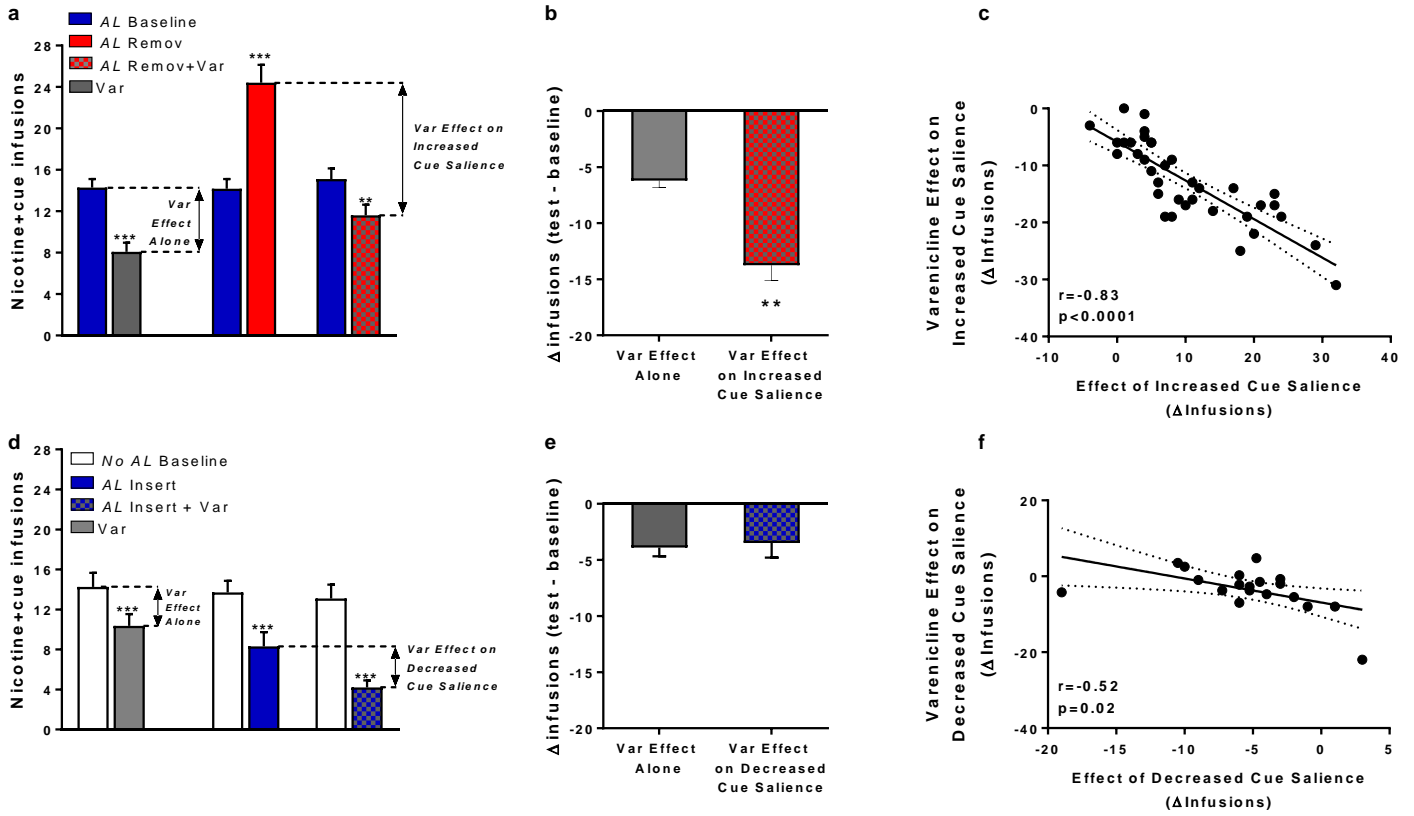 a
AL Baseline
AL Remov
AL Remov+Var
Var
Nicotine+cue infusions
28
24
20
16
12
8
4
0
***
***
**
Var
Effect
Alone
Var Effect on
Increased
Cue Salience
b
Δ infusions (test - baseline)
0
-5
-10
-15
-20
**
Var Effect
Alone
Var Effect
on Increased
Cue Salience
c
Varenicline Effect on
Increased Cue Salience
(Δ Infusions)
0
-10
-20
-30
-40
r=-0.83
p<0.0001
-10 0 10 20 30 40
Effect of Increased Cue Salience
(ΔInfusions)
d
No AL Baseline
AL Insert
AL Insert + Var
Var
Nicotine+cue infusions
28
24
20
16
12
8
4
0
***
***
***
Var
Effect
Alone
Var Effect on
Decreased
Cue Salience
e
Δ infusions (test - baseline)
0
-5
-10
-15
-20
Var Effect
Alone
Var Effect
on Decreased
Cue Salience
f
Varenicline Effect on
Decreased Cue Salience
(Δ Infusions)
20
0
-20
-40
r=-0.52
p=0.02
-20 -15 -10 -5 0 5
Effect of Decreased Cue Salience
(ΔInfusions)